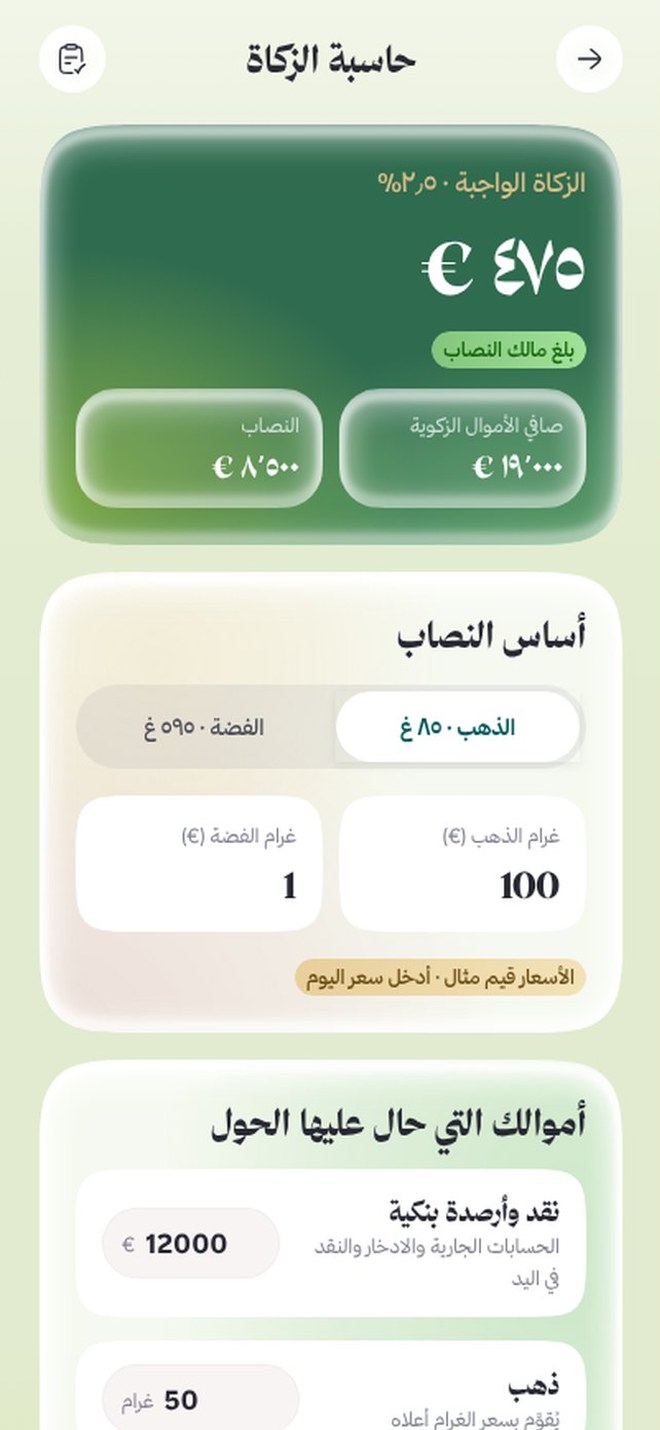 حاسبة الزكاة
الزكاة الواجبة · ٢٫٥%
٤٧٥ €
بلغ مالك النصاب
صافي الأموال الزكوية
١٩٬٠٠٠ €
النصاب
٨٬٥٠٠ €
أساس النصاب
الذهب · ٨٥ غ
الفضة · ٥٩٥ غ
غرام الذهب (€)
100
غرام الفضة (€)
1
الأسعار قيم مثال · أدخل سعر اليوم
أموالك التي حال عليها الحول
نقد وأرصدة بنكية
الحسابات الجارية والادخار والنقد
في اليد
12000 €
ذهب
يُقوَّم بسعر الغرام أعلاه
50 غرام